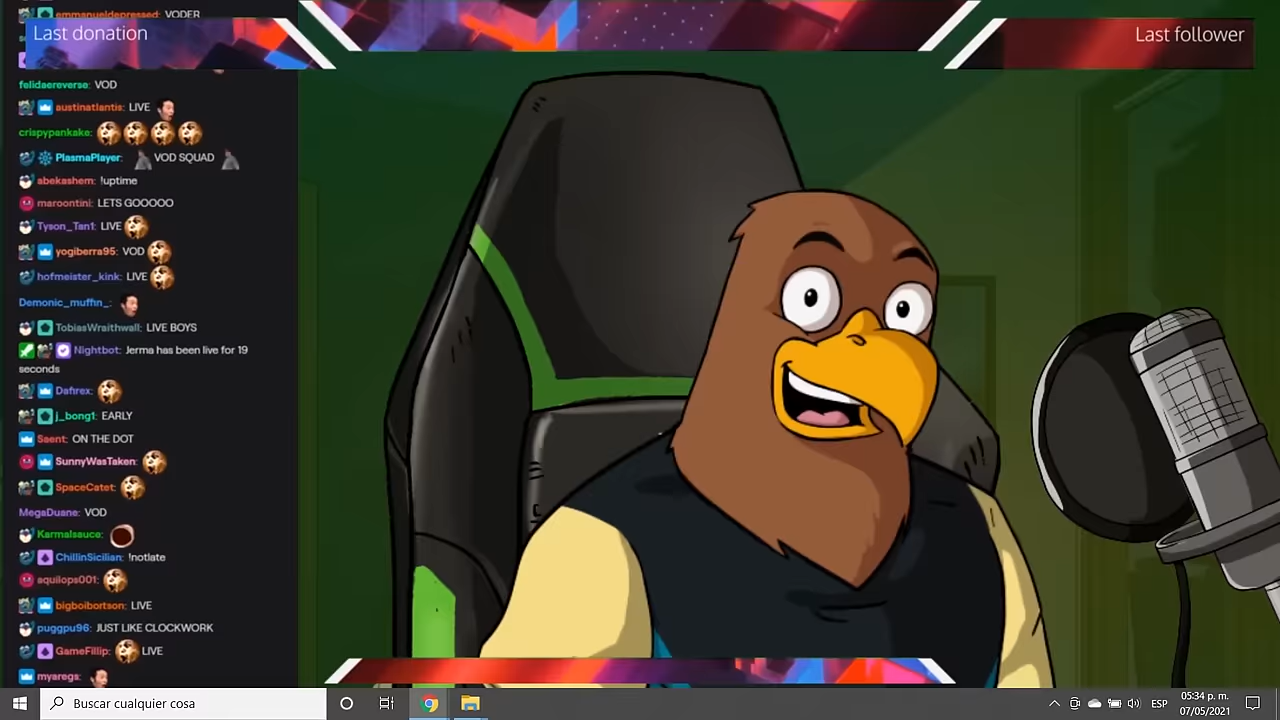 emmanueldepressed: VODER
Last donation
Last follower
felidaereverse: VOD
austinatlantis: LIVE
crispypankake:
PlasmaPlayer: VOD SQUAD
abekashem: !uptime
maroontini: LETS GOOOOO
Tyson_Tan1: LIVE
yogiberra95: VOD
hofmeister_kink: LIVE
Demonic_muffin_:
TobiasWraithwall: LIVE BOYS
Nightbot: Jerma has been live for 19
seconds
Dafirex:
j_bong1: EARLY
Saent: ON THE DOT
SunnyWasTaken:
SpaceCatet:
MegaDuane: VOD
Karmalsauce:
ChillinSicilian: !notlate
aquilops001:
bigboibortson: LIVE
puggpu96: JUST LIKE CLOCKWORK
GameFillip: LIVE
myaregs:
Buscar cualquier cosa
ESP
05:34 p. m.
07/05/2021